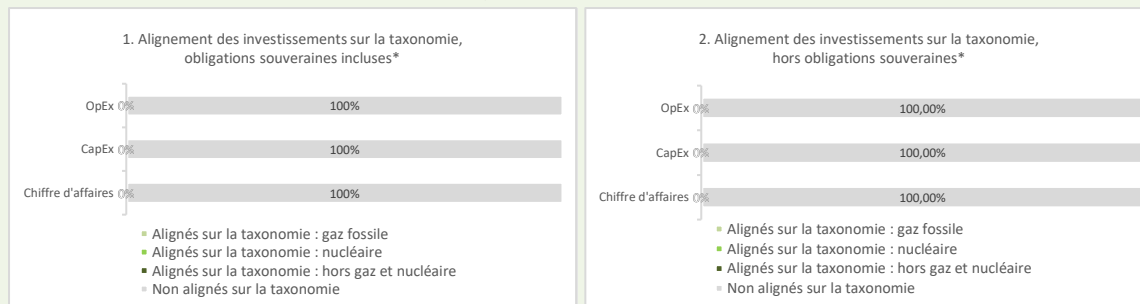 1. Alignement des investissements sur la taxonomie,
obligations souveraines incluses*
OpEx 0% 100%
CapEx 0% 100%
Chiffre d'affaires 0% 100%
Alignés sur la taxonomie : gaz fossile
Alignés sur la taxonomie : nucléaire
Alignés sur la taxonomie : hors gaz et nucléaire
Non alignés sur la taxonomie
2. Alignement des investissements sur la taxonomie,
hors obligations souveraines*
OpEx 0% 100,00%
CapEx 0% 100,00%
Chiffre d'affaires 0% 100,00%
Alignés sur la taxonomie : gaz fossile
Alignés sur la taxonomie : nucléaire
Alignés sur la taxonomie : hors gaz et nucléaire
Non alignés sur la taxonomie